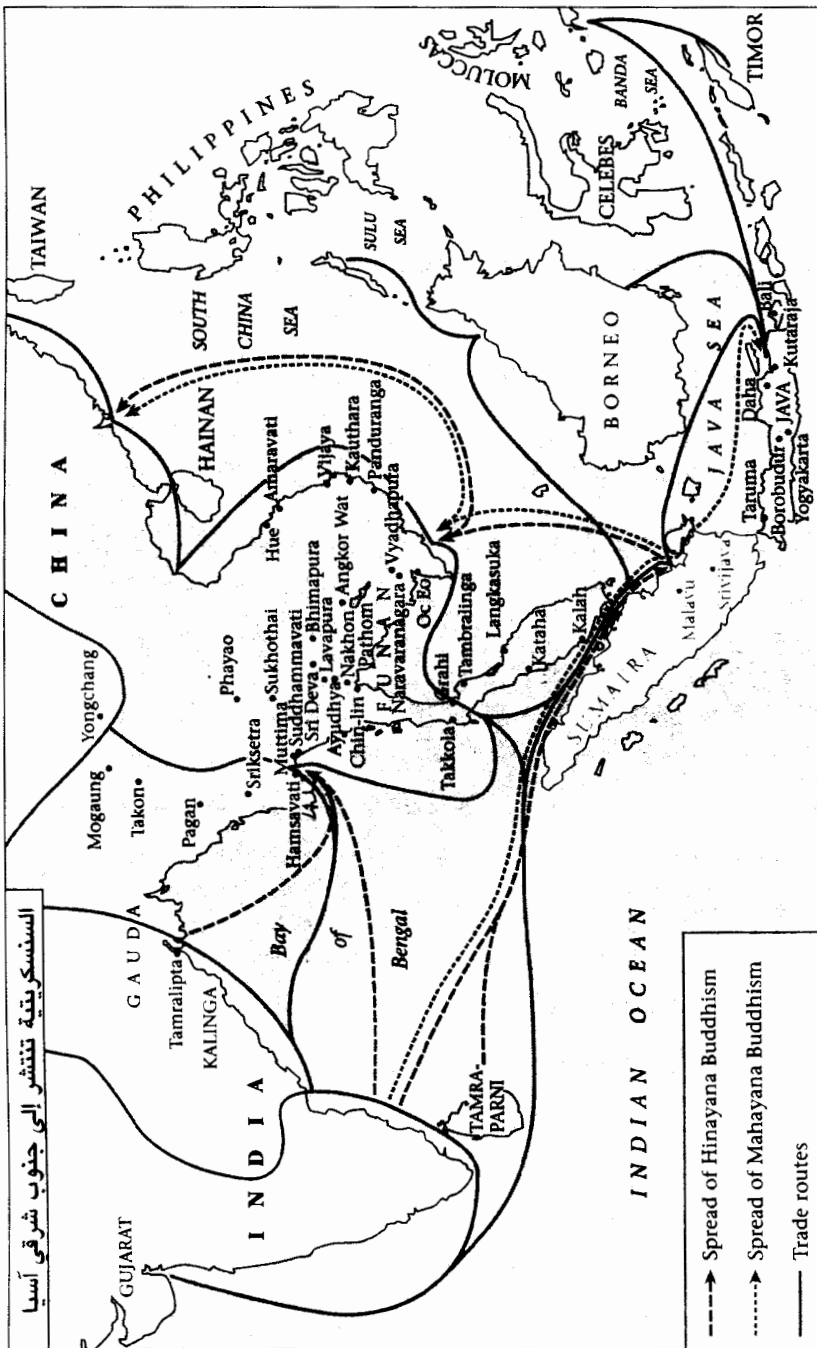 السنسكريتية تنتشر إلى جنوب شرقى آسيا
CHINA
TAIWAN
GUJARAT
GAUDA
Tamralipta
KALINGA
INDIA
TAMRA-
PARNI
Bay
of
Bengal
INDIAN OCEAN
Mogaung
Yongchang
Takon
Pagan
Phayao
Sriksetra
Sukhothai
Muttima
Hamsavati
Suddhammavati
Sri Deva
Bhimapura
Lavapura
Ayudhya
Nakhon
Angkor Wat
Chin-lin
Pathom
FUNAN
Naravaranagara
Vyadhapura
Oc Eo
HAINAN
Hue
Amaravati
Vijaya
Kauthara
Panduranga
Takkola
Grahi
Tambralinga
Langkasuka
Kataha
Kalah
SUMAIRA
Malayu
Srivijava
SOUTH
CHINA
SEA
PHILIPPINES
SULU
SEA
BORNEO
CELEBES
MOLUCCAS
BANDA
SEA
TIMOR
JAVA SEA
Taruma
Daha
Bali
Borobudur
JAVA
Kutaraja
Yogyakarta
Spread of Hinayana Buddhism
Spread of Mahayana Buddhism
Trade routes